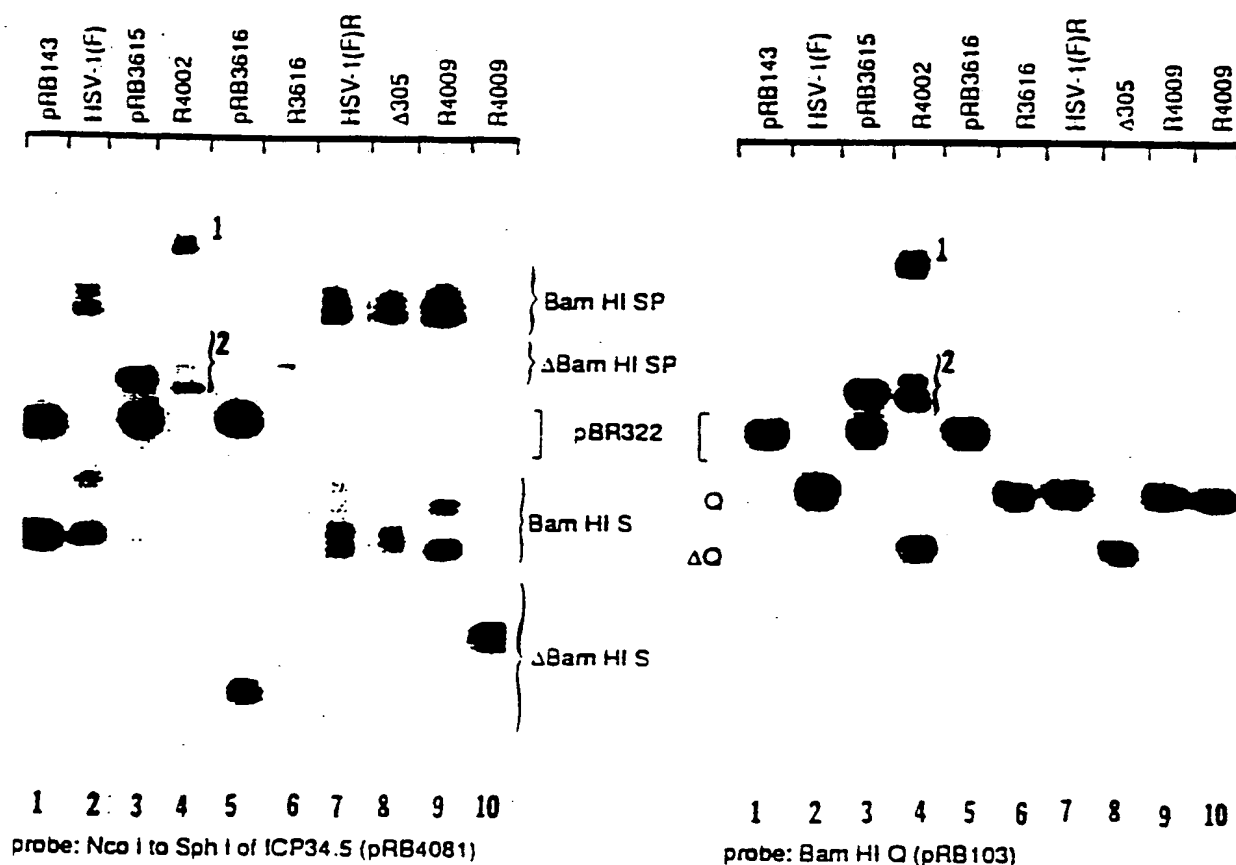 pRB143
HSV-1(F)
pRB3615
R4002
pRB3616
R3616
HSV-1(F)R
Δ305
R4009
R4009
1
Bam HI SP
2
ΔBam HI SP
pBR322
Bam HI S
ΔBam HI S
1 2 3 4 5 6 7 8 9 10
probe: Nco I to Sph I of ICP34.5 (pRB4081)
pRB143
HSV-1(F)
pRB3615
R4002
pRB3616
R3616
HSV-1(F)R
Δ305
R4009
R4009
1
2
Q
ΔQ
1 2 3 4 5 6 7 8 9 10
probe: Bam HI Q (pRB103)